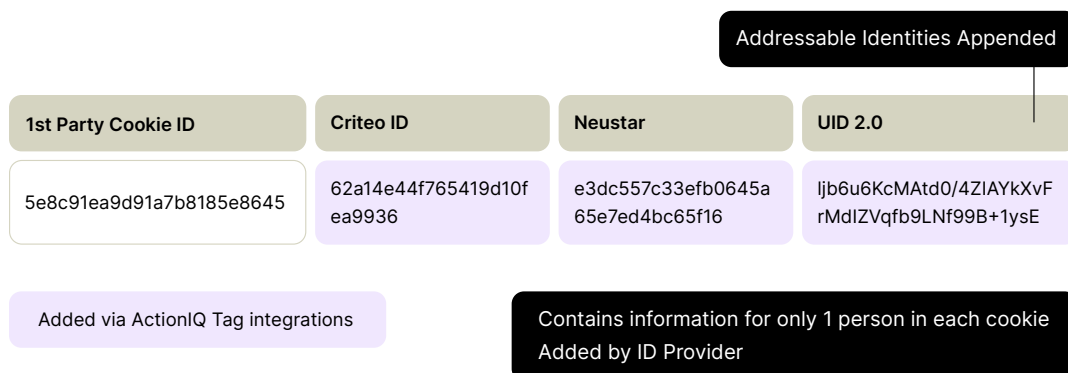 Addressable Identities Appended
1st Party Cookie ID
Criteo ID
Neustar
UID 2.0
5e8c91ea9d91a7b8185e8645
62a14e44f765419d10f
ea9936
e3dc557c33efb0645a
65e7ed4bc65f16
ljb6u6KcMAtd0/4ZIAYkXvF
rMdIZVqfb9LNf99B+1ysE
Added via ActionIQ Tag integrations
Contains information for only 1 person in each cookie
Added by ID Provider